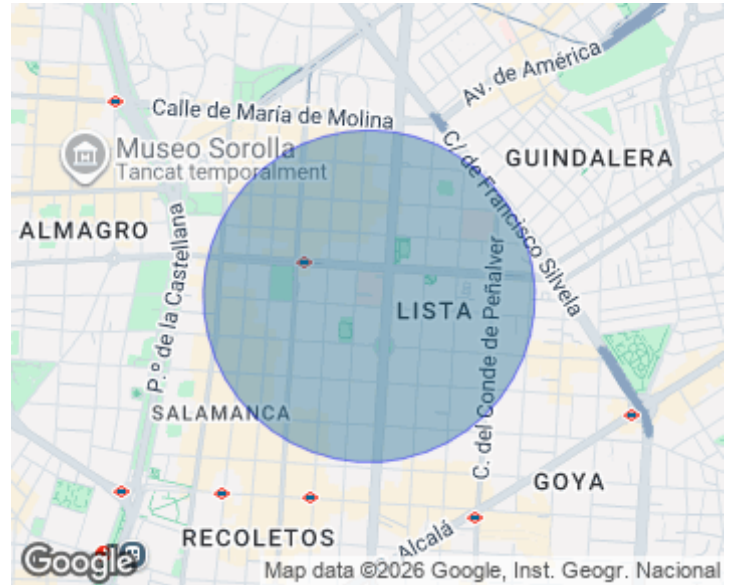 Av. de América
Calle de María de Molina
Museo Sorolla
Tancat temporalment
C/ de Francisco Silvela
GUINDALERA
ALMAGRO
P.º de la Castellana
C. del Conde de Peñalver
LISTA
SALAMANCA
GOYA
RECOLETOS
Alcalá
Google
Map data ©2026 Google, Inst. Geogr. Nacional